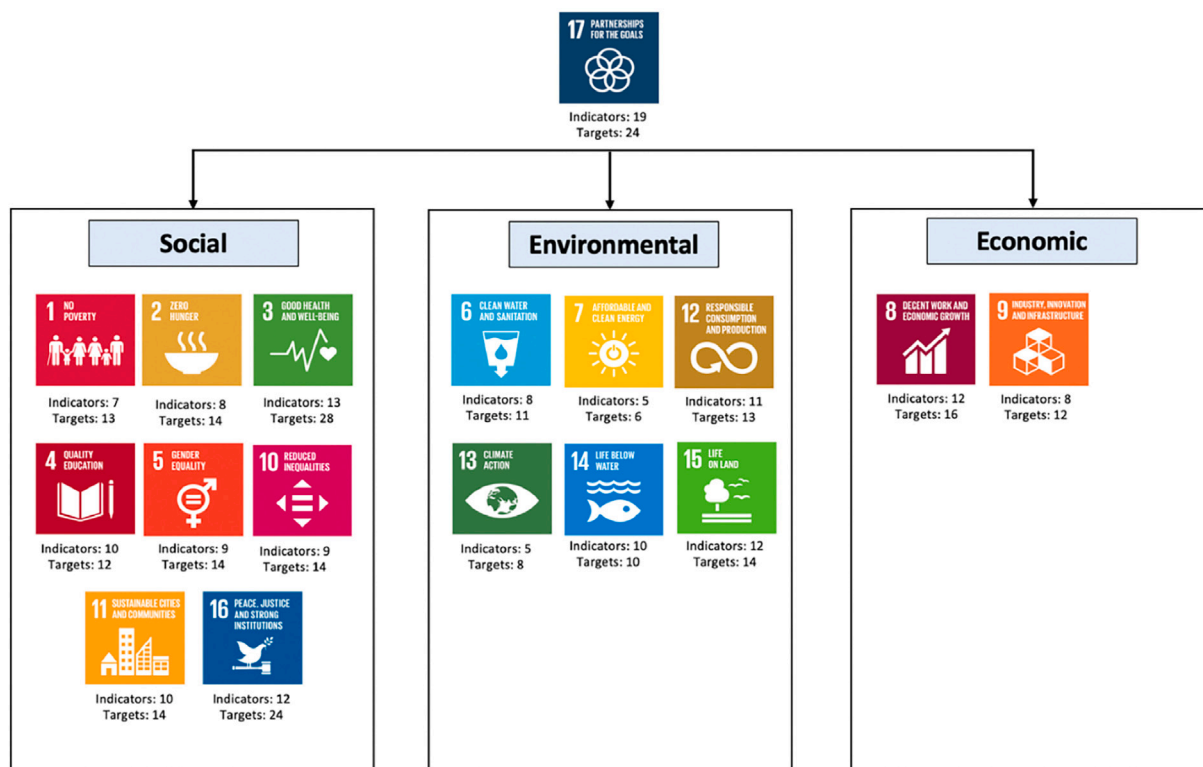 17 PARTNERSHIPS
FOR THE GOALS
Indicators: 19
Targets: 24
Social
1 NO
POVERTY
Indicators: 7
Targets: 13
2 ZERO
HUNGER
Indicators: 8
Targets: 14
3 GOOD HEALTH
AND WELL-BEING
Indicators: 13
Targets: 28
4 QUALITY
EDUCATION
Indicators: 10
Targets: 12
5 GENDER
EQUALITY
Indicators: 9
Targets: 14
10 REDUCED
INEQUALITIES
Indicators: 9
Targets: 14
11 SUSTAINABLE CITIES
AND COMMUNITIES
Indicators: 10
Targets: 14
16 PEACE, JUSTICE
AND STRONG
INSTITUTIONS
Indicators: 12
Targets: 24
Environmental
6 CLEAN WATER
AND SANITATION
Indicators: 8
Targets: 11
7 AFFORDABLE AND
CLEAN ENERGY
Indicators: 5
Targets: 6
12 RESPONSIBLE
CONSUMPTION
AND PRODUCTION
Indicators: 11
Targets: 13
13 CLIMATE
ACTION
Indicators: 5
Targets: 8
14 LIFE BELOW
WATER
Indicators: 10
Targets: 10
15 LIFE
ON LAND
Indicators: 12
Targets: 14
Economic
8 DECENT WORK AND
ECONOMIC GROWTH
Indicators: 12
Targets: 16
9 INDUSTRY, INNOVATION
AND INFRASTRUCTURE
Indicators: 8
Targets: 12